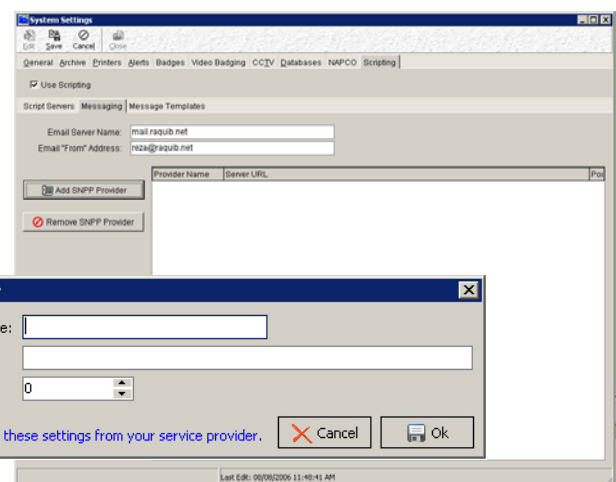 System Settings
Edit Save Cancel Close
General Archive Printers Alerts Badges Video Badging CCTV Databases NAPCO Scripting
Use Scripting
Script Servers Messaging Message Templates
Email Server Name: mail.raquib.net
Email "From" Address: reza@raquib.net
Provider Name Server URL Por
Add SNPP Provider
Remove SNPP Provider
e:
0
these settings from your service provider. Cancel Ok
Last Edit: 08/08/2006 11:48:41 AM